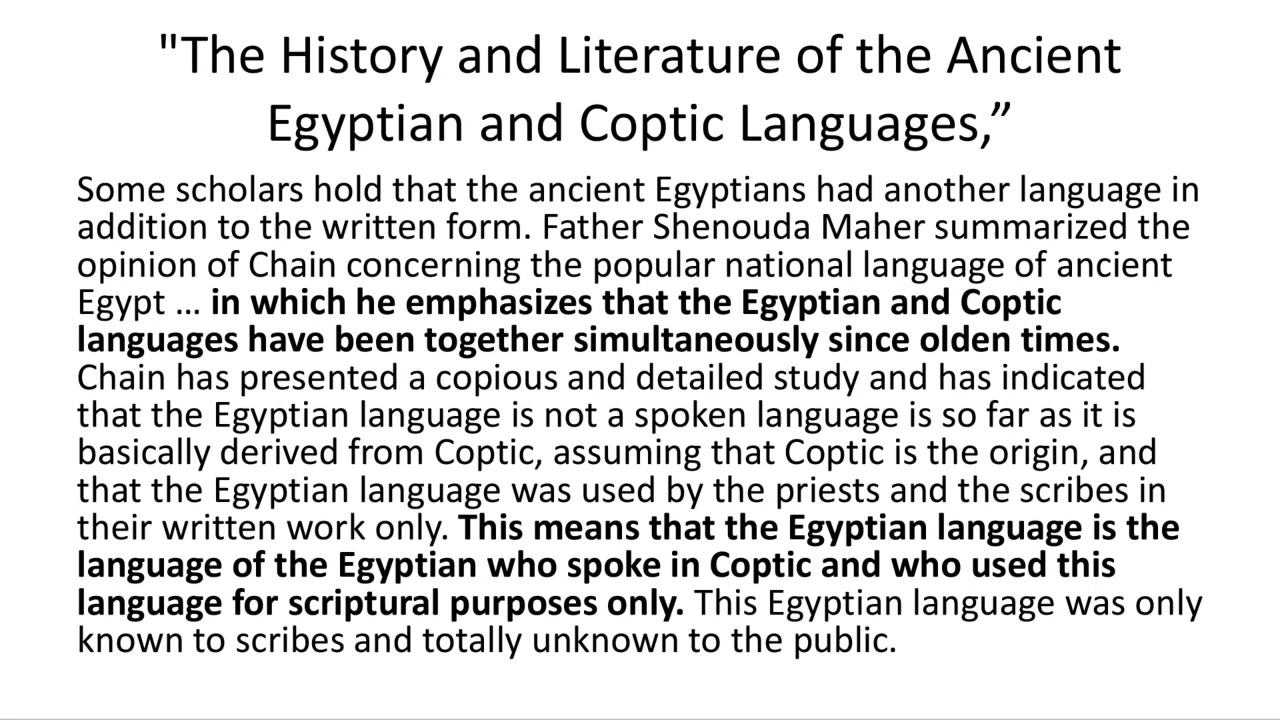 "The History and Literature of the Ancient
Egyptian and Coptic Languages,”
Some scholars hold that the ancient Egyptians had another language in
addition to the written form. Father Shenouda Maher summarized the
opinion of Chain concerning the popular national language of ancient
Egypt ... in which he emphasizes that the Egyptian and Coptic
languages have been together simultaneously since olden times.
Chain has presented a copious and detailed study and has indicated
that the Egyptian language is not a spoken language is so far as it is
basically derived from Coptic, assuming that Coptic is the origin, and
that the Egyptian language was used by the priests and the scribes in
their written work only. This means that the Egyptian language is the
language of the Egyptian who spoke in Coptic and who used this
language for scriptural purposes only. This Egyptian language was only
known to scribes and totally unknown to the public.